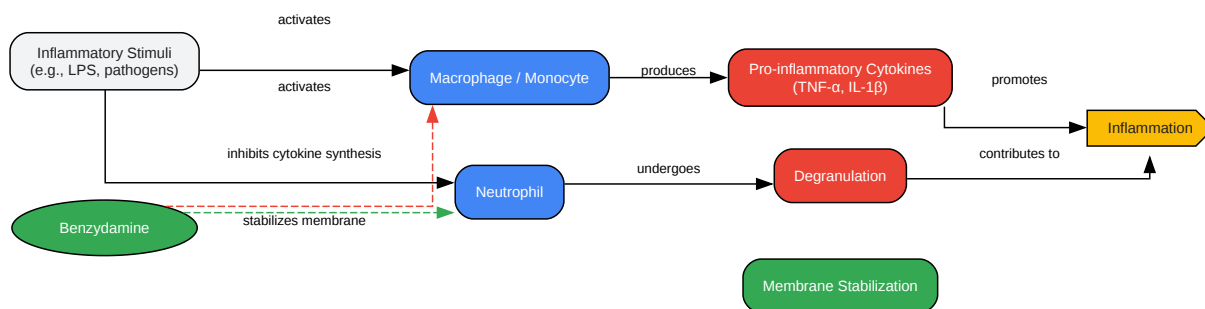 activates
Inflammatory Stimuli
(e.g., LPS, pathogens)
activates
Macrophage / Monocyte
produces
Pro-inflammatory Cytokines
(TNF-α, IL-1β)
promotes
Inflammation
inhibits cytokine synthesis
Neutrophil
undergoes
Degranulation
contributes to
Benzydamine
stabilizes membrane
Membrane Stabilization